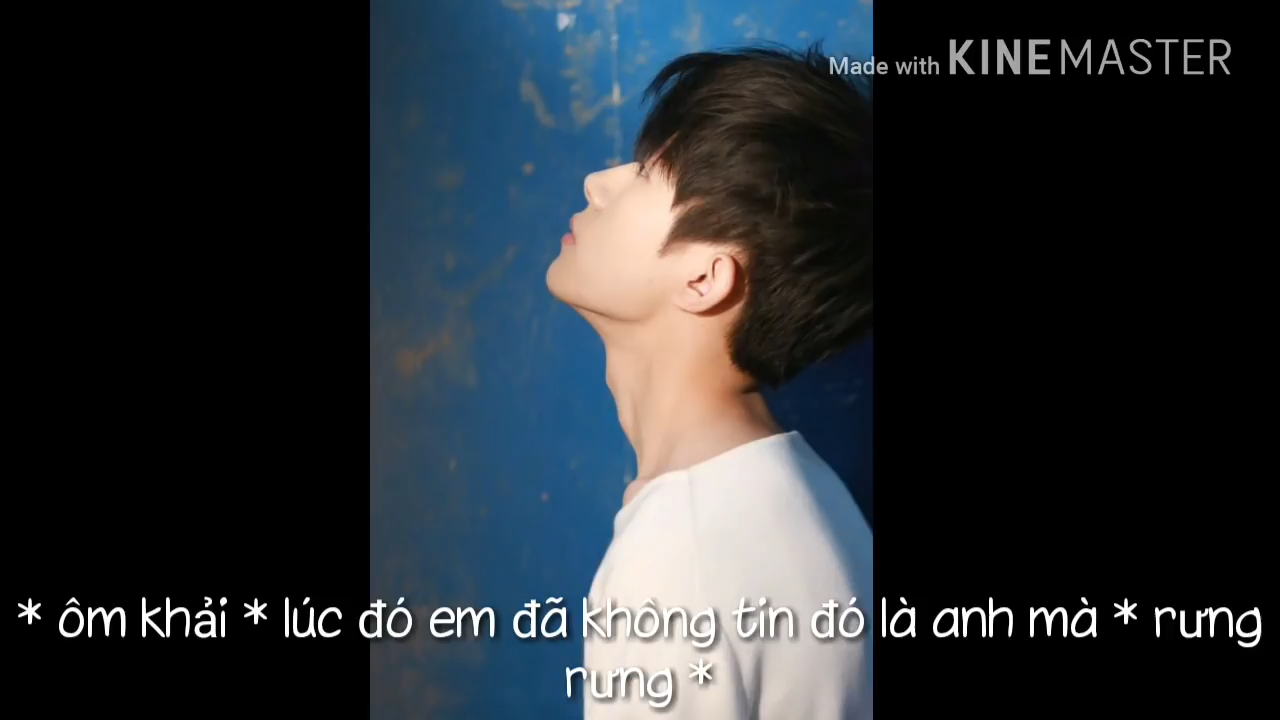 Made with KINEMASTER
* ôm khải * lúc đó em đã không tin đó là anh mà * rưng
rưng *